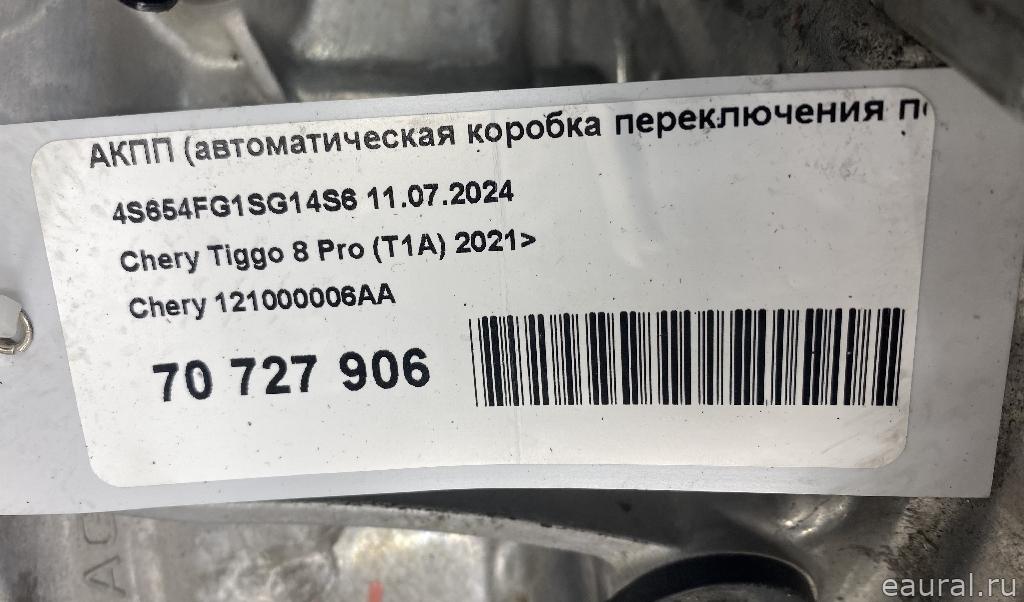 АКПП (автоматическая коробка переключения
4S654FG1SG14S6 11.07.2024
Chery Tiggo 8 Pro (T1A) 2021>
Chery 121000006AA
70 727 906
eaural.ru